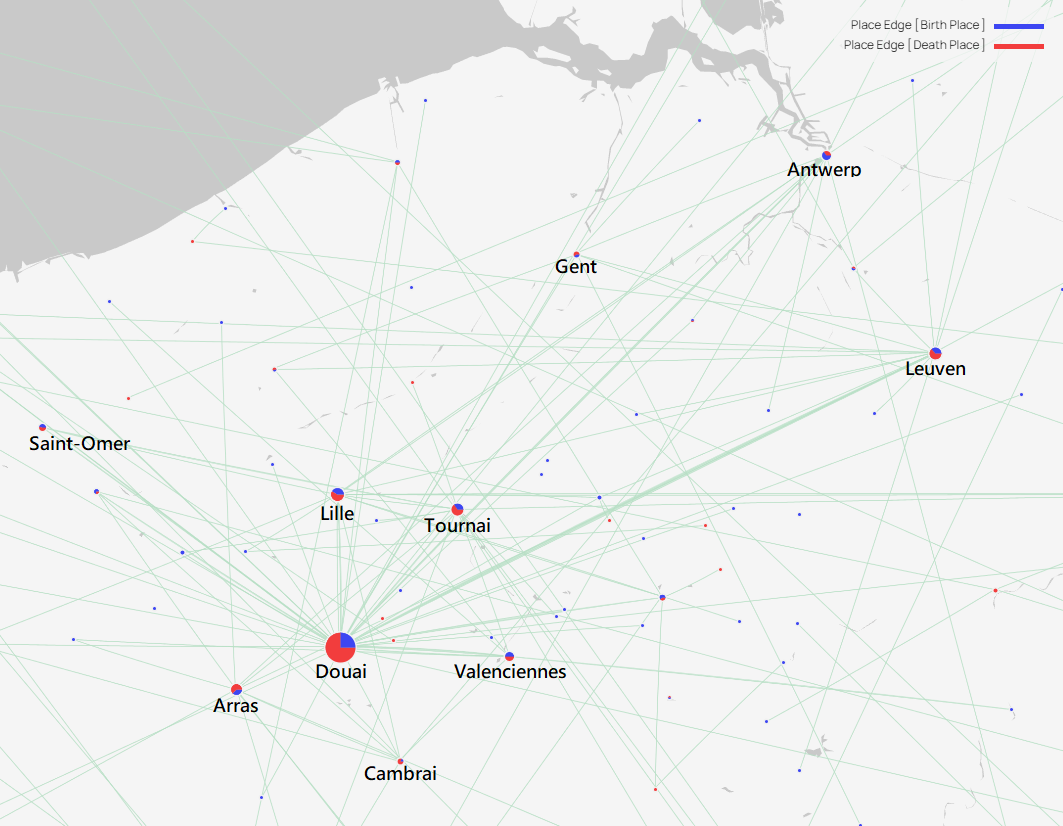 Place Edge [ Birth Place ]
Place Edge [ Death Place ]
Antwerp
Gent
Leuven
Saint-Omer
Lille
Tournai
Douai
Valenciennes
Arras
Cambrai